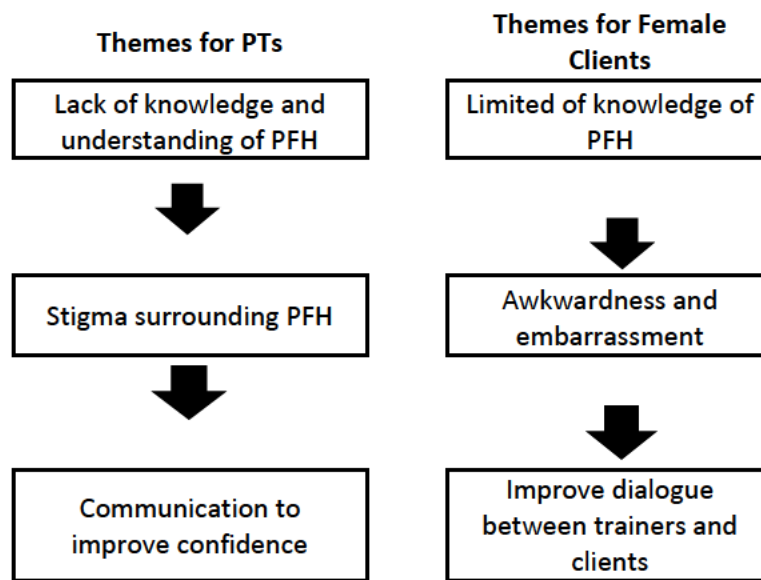 Themes for PTs
Lack of knowledge and
understanding of PFH
Stigma surrounding PFH
Communication to
improve confidence
Themes for Female
Clients
Limited of knowledge of
PFH
Awkwardness and
embarrassment
Improve dialogue
between trainers and
clients